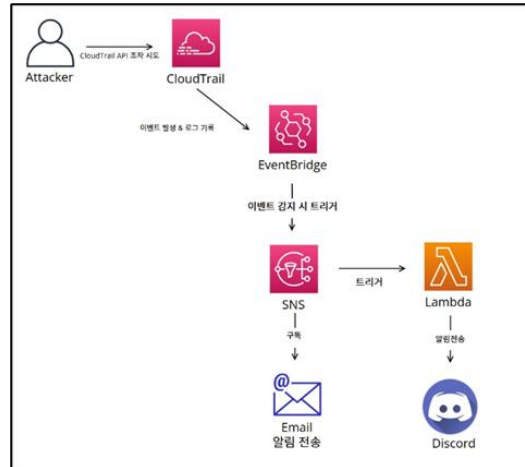 Attacker
CloudTrail API 조작 시도
CloudTrail
이벤트 발생 & 로그 기록
EventBridge
이벤트 감지 시 트리거
SNS
트리거
Lambda
구독
알림전송
@
Email
알림 전송
Discord